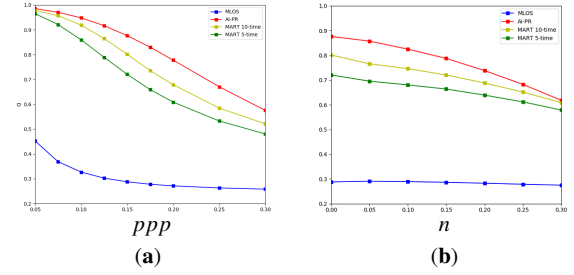 MLOS
AI-PR
MART 10-time
MART 5-time
1.0
0.9
0.8
0.7
0.6
0.5
0.4
0.3
0.2
0.05 0.10 0.15 0.20 0.25 0.30
ppp
(a)
MLOS
AI-PR
MART 10-time
MART 5-time
1.0
0.9
0.8
0.7
0.6
0.5
0.4
0.3
0.2
0.00 0.05 0.10 0.15 0.20 0.25 0.30
n
(b)